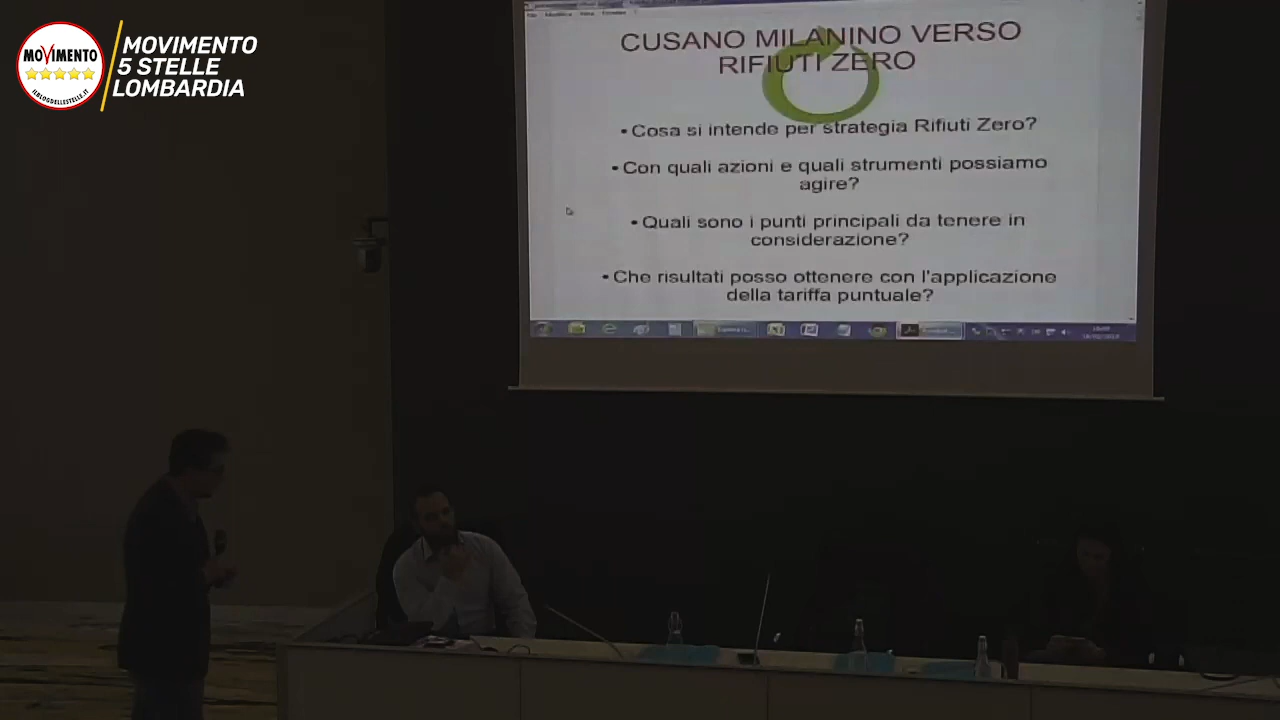 MOVIMENTO
ILBLOGDELLESTELLE.IT
MOVIMENTO
5 STELLE
LOMBARDIA
CUSANO MILANINO VERSO
RIFIUTI ZERO
• Cosa si intende per strategia Rifiuti Zero?
• Con quali azioni e quali strumenti possiamo
agire?
• Quali sono i punti principali da tenere in
considerazione?
• Che risultati posso ottenere con l'applicazione
della tariffa puntuale?